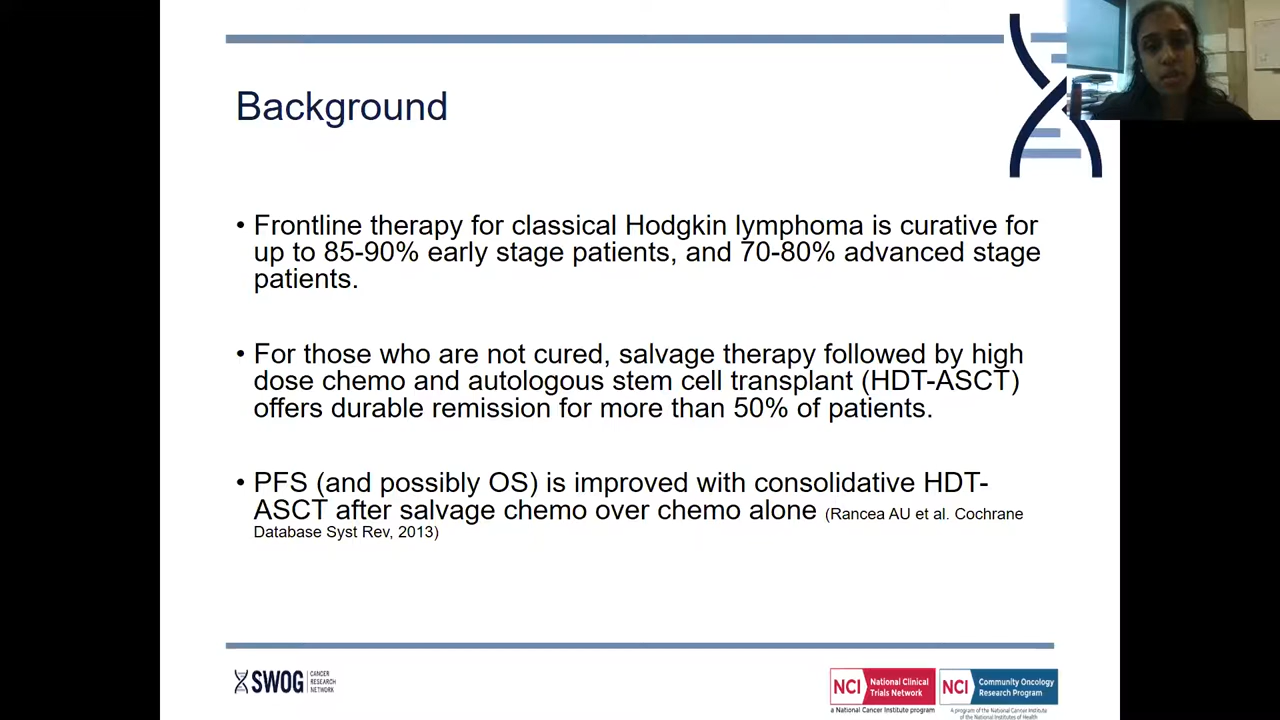 Background
• Frontline therapy for classical Hodgkin lymphoma is curative for
up to 85-90% early stage patients, and 70-80% advanced stage
patients.
• For those who are not cured, salvage therapy followed by high
dose chemo and autologous stem cell transplant (HDT-ASCT)
offers durable remission for more than 50% of patients.
• PFS (and possibly OS) is improved with consolidative HDT-
ASCT after salvage chemo over chemo alone (Rancea AU et al. Cochrane
Database Syst Rev, 2013)
SWOG
CANCER
RESEARCH
NETWORK
NCI
National Clinical
Trials Network
a National Cancer Institute program
NCI
Community Oncology
Research Program
A program of the National Cancer Institute
of the National Institutes of Health